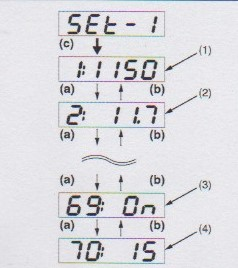 SEt-1
(c)
1:1150 (1)
(a) (b)
2: 11.7 (2)
(a) (b)
(a) (b)
69: On (3)
(a) (b)
70: 15 (4)